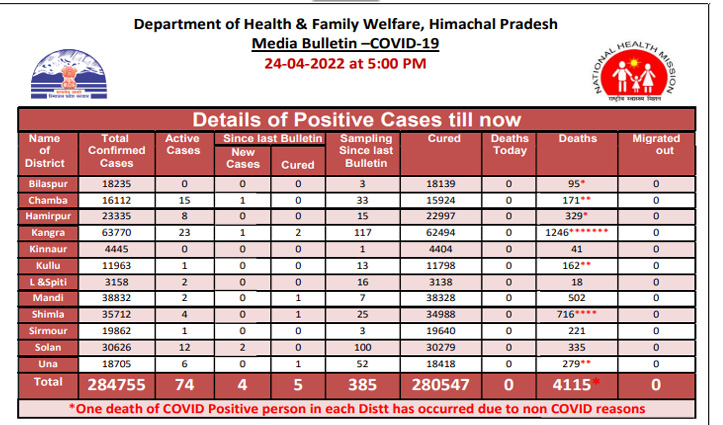 Department of Health & Family Welfare, Himachal Pradesh
Media Bulletin –COVID-19
24-04-2022 at 5:00 PM
NATIONAL HEALTH MISSION
राष्ट्रीय स्वास्थ्य मिशन
Details of Positive Cases till now
Name of District Total Confirmed Cases Active Cases Since last Bulletin New Cases Cured Sampling Since last Bulletin Cured Deaths Today Deaths Migrated out
Bilaspur 18235 0 0 0 3 18139 0 95* 0
Chamba 16112 15 1 0 33 15924 0 171** 0
Hamirpur 23335 8 0 0 15 22997 0 329* 0
Kangra 63770 23 1 2 117 62494 0 1246******* 0
Kinnaur 4445 0 0 0 1 4404 0 41 0
Kullu 11963 1 0 0 13 11798 0 162** 0
L &Spiti 3158 2 0 0 16 3138 0 18 0
Mandi 38832 2 0 1 7 38328 0 502 0
Shimla 35712 4 0 1 25 34988 0 716**** 0
Sirmour 19862 1 0 0 3 19640 0 221 0
Solan 30626 12 2 0 100 30279 0 335 0
Una 18705 6 0 1 52 18418 0 279** 0
Total 284755 74 4 5 385 280547 0 4115* 0
*One death of COVID Positive person in each Distt has occurred due to non COVID reasons